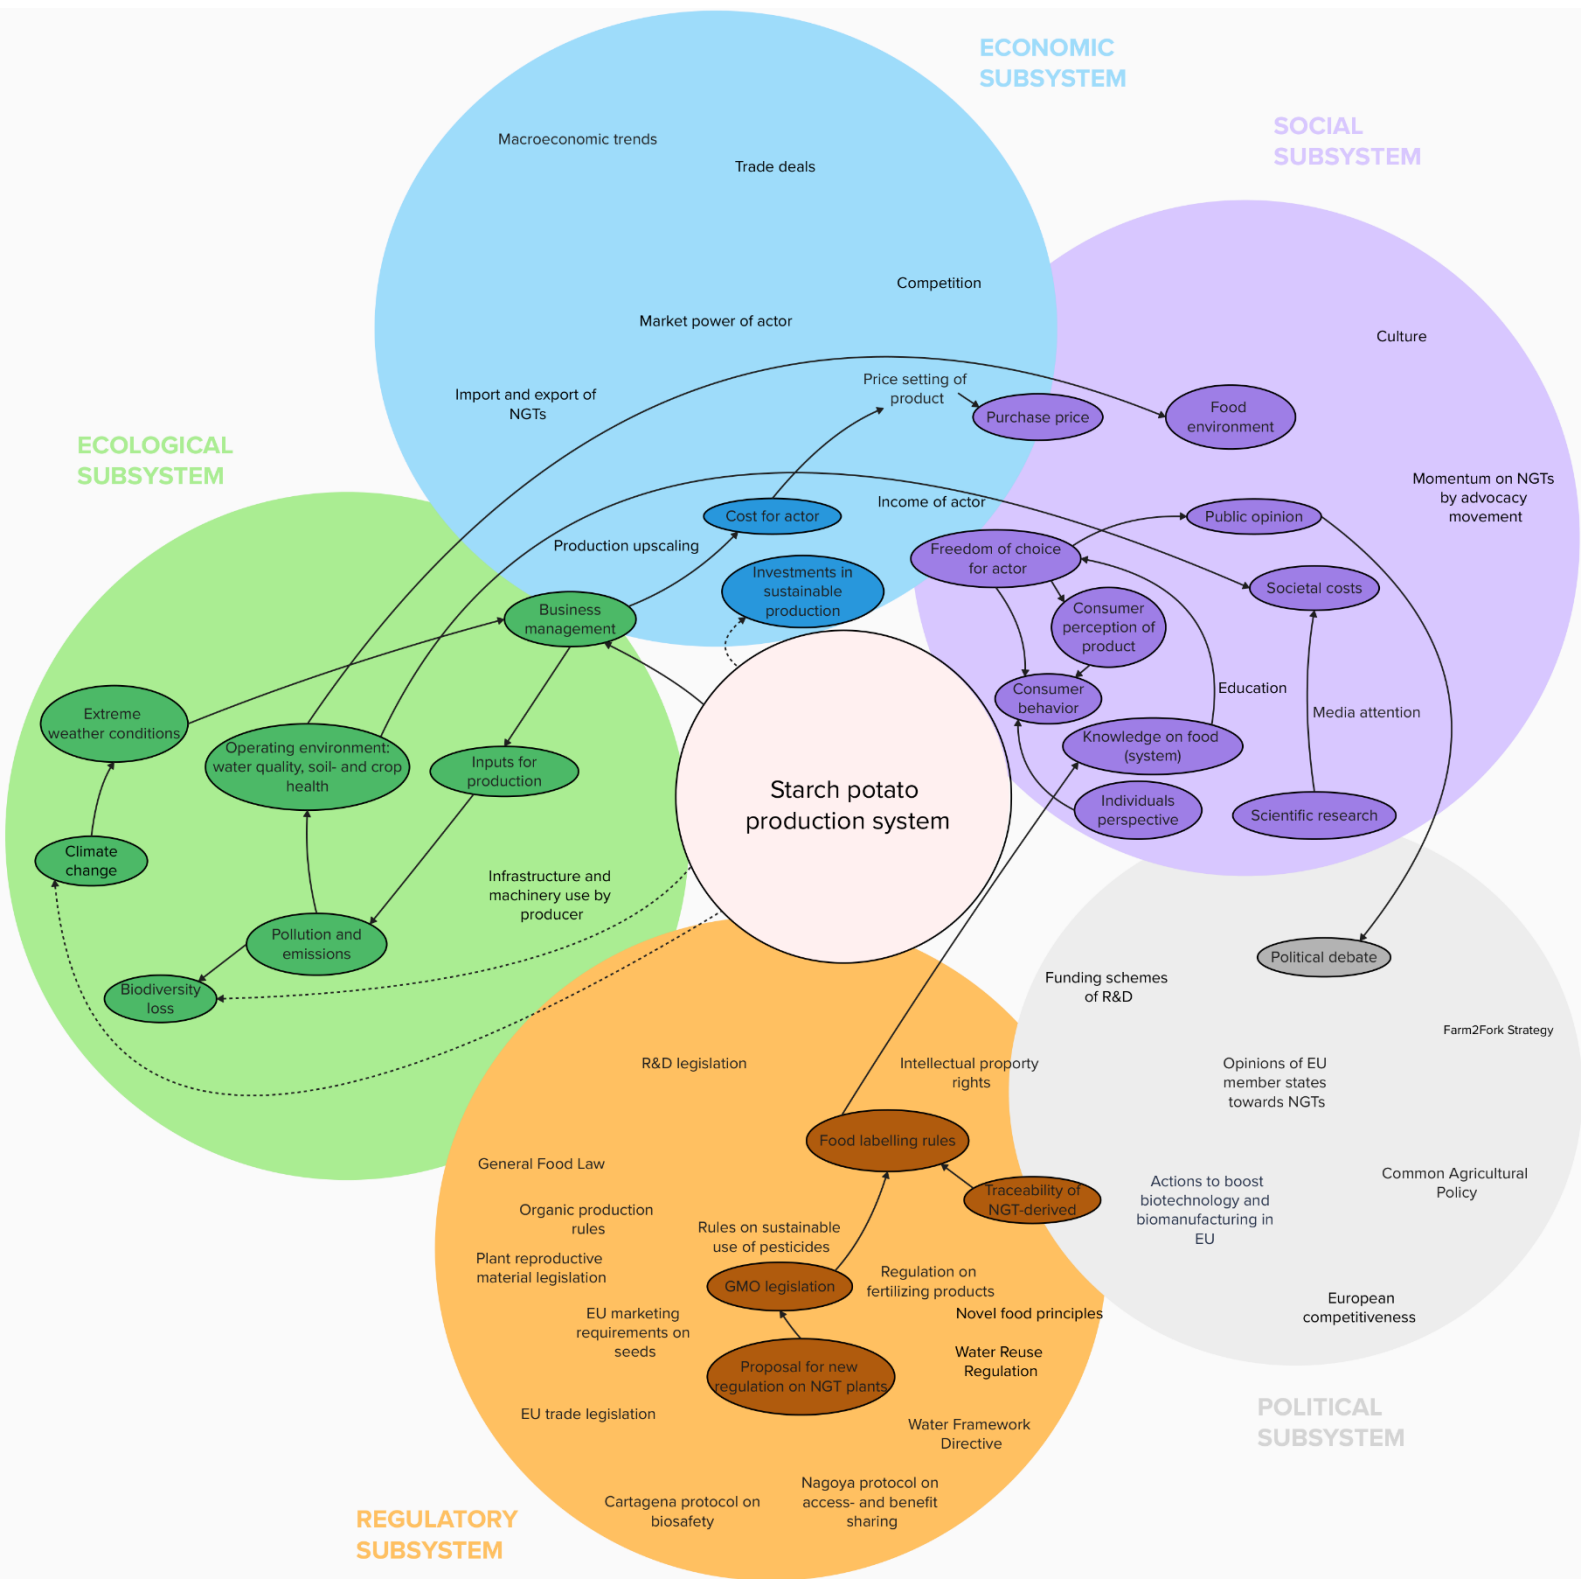 ECONOMIC
SUBSYSTEM
Macroeconomic trends
Trade deals
Competition
Market power of actor
Import and export of
NGTs
Price setting of
product
Cost for actor
Income of actor
Production upscaling
Investments in
sustainable
production
SOCIAL
SUBSYSTEM
Culture
Purchase price
Food
environment
Momentum on NGTs
by advocacy
movement
Public opinion
Freedom of choice
for actor
Societal costs
Consumer
perception of
product
Consumer
behavior
Education
Media attention
Knowledge on food
(system)
Individuals
perspective
Scientific research
ECOLOGICAL
SUBSYSTEM
Business
management
Extreme
weather conditions
Operating environment:
water quality, soil- and crop
health
Inputs for
production
Climate
change
Infrastructure and
machinery use by
producer
Pollution and
emissions
Biodiversity
loss
Starch potato
production system
Political debate
Funding schemes
of R&D
Farm2Fork Strategy
Opinions of EU
member states
towards NGTs
Common Agricultural
Policy
Actions to boost
biotechnology and
biomanufacturing in
EU
European
competitiveness
POLITICAL
SUBSYSTEM
R&D legislation
Intellectual property
rights
Food labelling rules
General Food Law
Traceability of
NGT-derived
Organic production
rules
Rules on sustainable
use of pesticides
Plant reproductive
material legislation
GMO legislation
Regulation on
fertilizing products
EU marketing
requirements on
seeds
Novel food principles
Water Reuse
Regulation
Proposal for new
regulation on NGT plants
EU trade legislation
Water Framework
Directive
Cartagena protocol on
biosafety
Nagoya protocol on
access- and benefit
sharing
REGULATORY
SUBSYSTEM